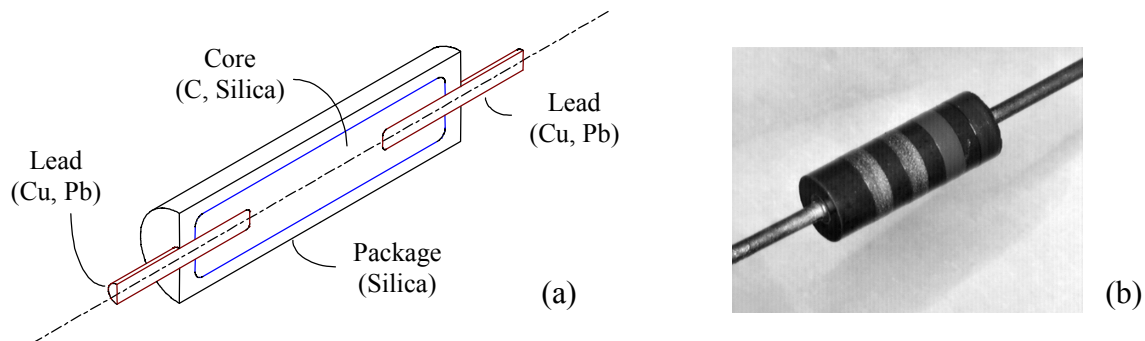 Core
(C, Silica)
Lead
(Cu, Pb)
Lead
(Cu, Pb)
Package
(Silica)
(a)
(b)